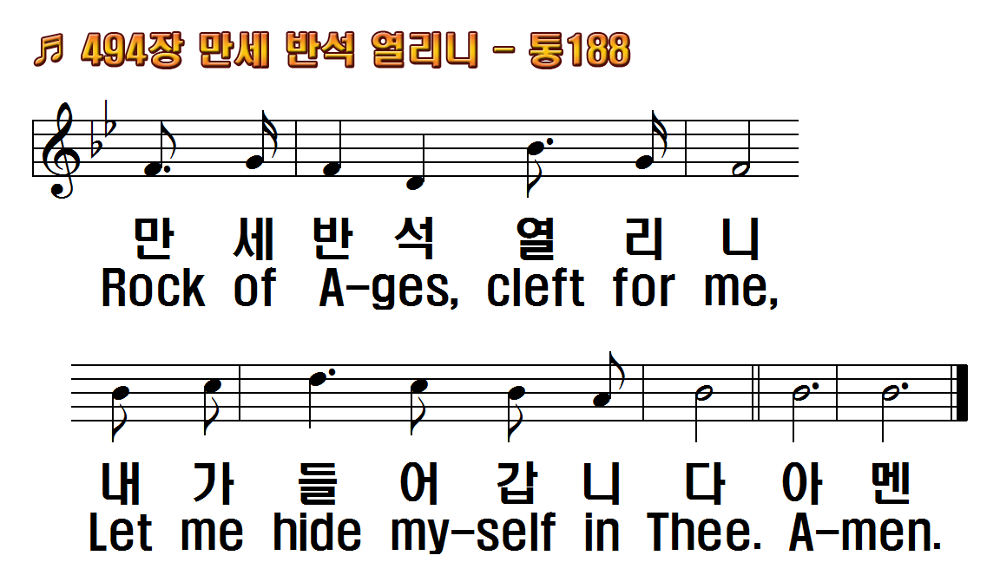 ♬ 494장 만세 반석 열리니 - 통188
만 세 반 석 열 리 니
Rock of A-ges, cleft for me,
내 가 들 어 갑 니 다 아 멘
Let me hide my-self in Thee. A-men.